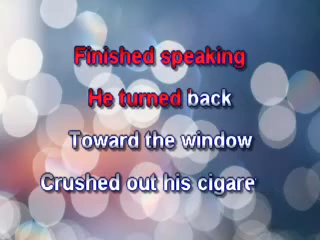 Finished speaking
He turned back
Toward the window
Crushed out his cigare